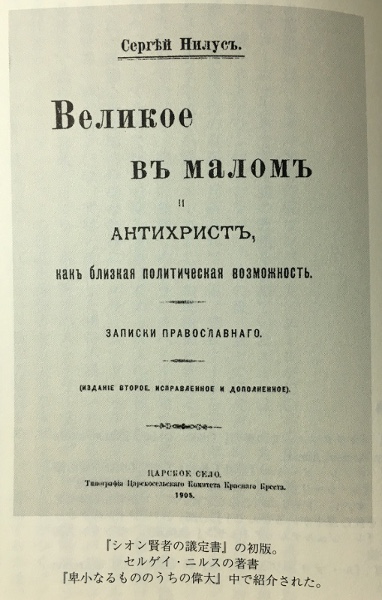 Сергѣй Нилусъ.
Великое
въ маломъ
и
АНТИХРИСТЪ,
какъ близкая политическая возможность.
ЗАПИСКИ ПРАВОСЛАВНАГО.
(ИЗДАНІЕ ВТОРОЕ, ИСПРАВЛЕННОЕ И ДОПОЛНЕННОЕ).
ЦАРСКОЕ СЕЛО.
Типографія Царскосельскаго Комитета Краснаго Креста.
1905.
『シオン賢者の議定書』の初版。
セルゲイ・ニルスの著書
『卑小なるもののうちの偉大』中で紹介された。